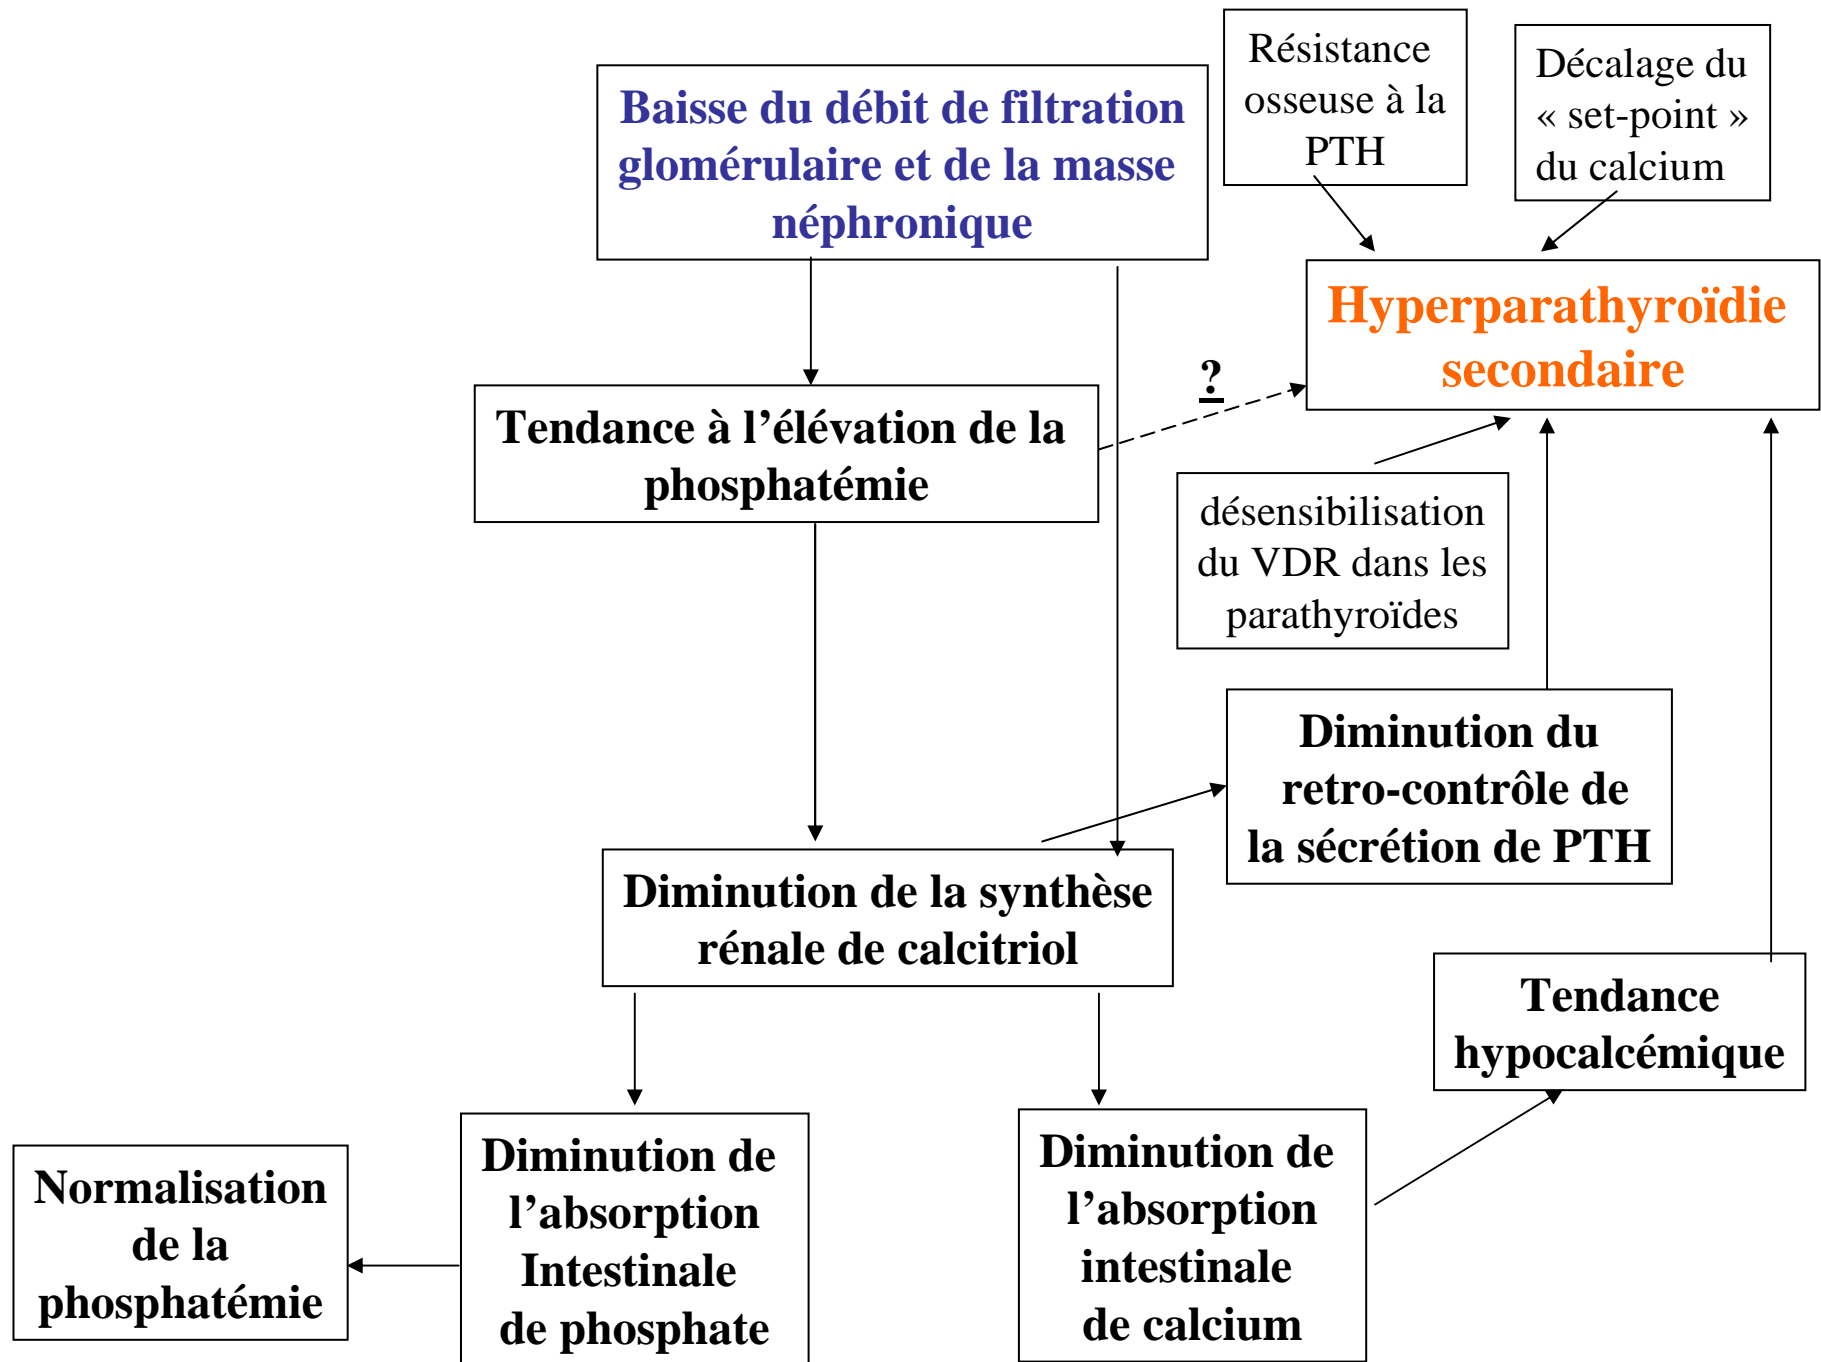 Résistance
osseuse à la
PTH
Décalage du
« set-point »
du calcium
Baisse du débit de filtration
glomérulaire et de la masse
néphronique
Hyperparathyroïdie
secondaire
?
Tendance à l’élévation de la
phosphatémie
désensibilisation
du VDR dans les
parathyroïdes
Diminution du
retro-contrôle de
la sécrétion de PTH
Diminution de la synthèse
rénale de calcitriol
Tendance
hypocalcémique
Normalisation
de la
phosphatémie
Diminution de
l’absorption
Intestinale
de phosphate
Diminution de
l’absorption
intestinale
de calcium